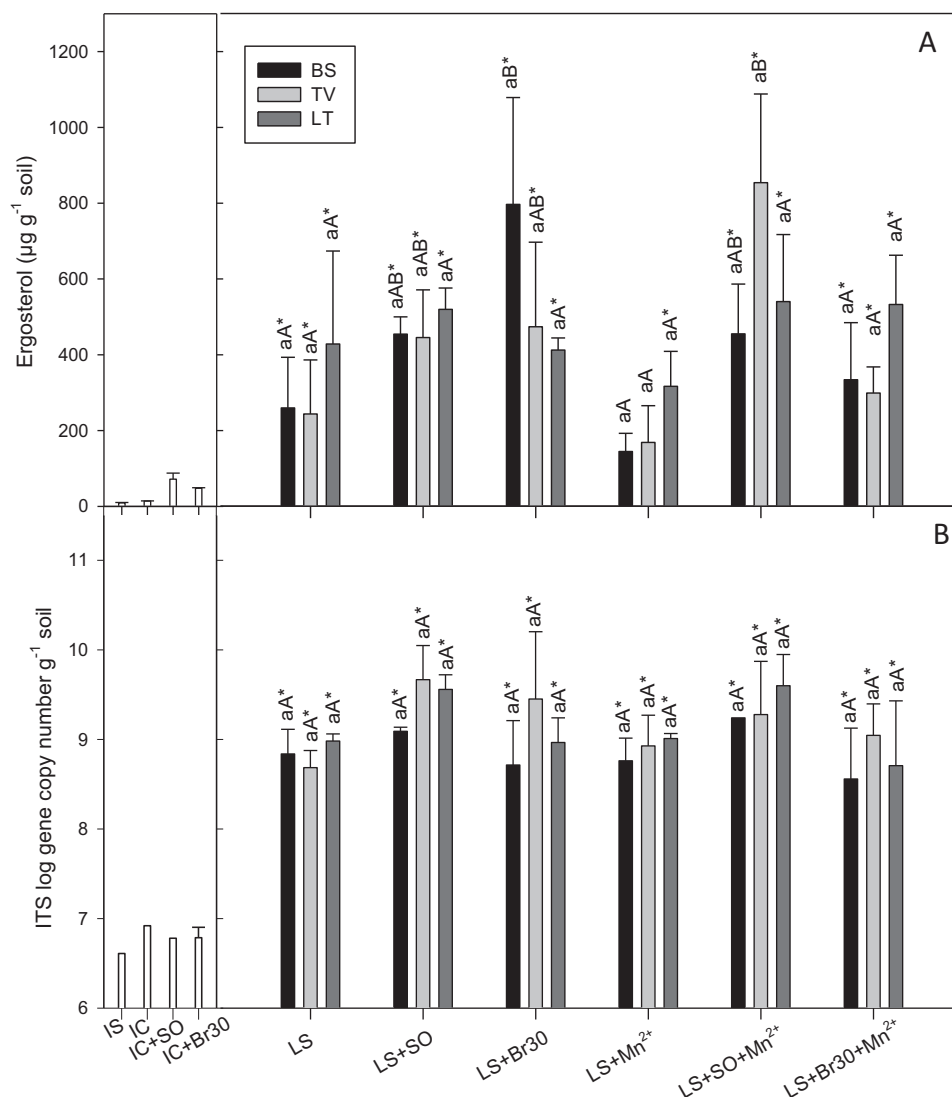 A
BS
TV
LT
Ergosterol (µg g⁻¹ soil)
1200
1000
800
600
400
200
0
aA* aA* aA*
aAB* aAB* aA*
aB* aAB* aA*
aA aA aA*
aAB* aB* aA*
aA* aA* aA*
B
ITS log gene copy number g⁻¹ soil
11
10
9
8
7
6
aA* aA* aA*
aA* aA* aA*
aA* aA* aA*
aA* aA* aA*
aA* aA* aA*
aA* aA* aA*
IS
IC
IC+SO
IC+Br30
LS
LS+SO
LS+Br30
LS+Mn²⁺
LS+SO+Mn²⁺
LS+Br30+Mn²⁺